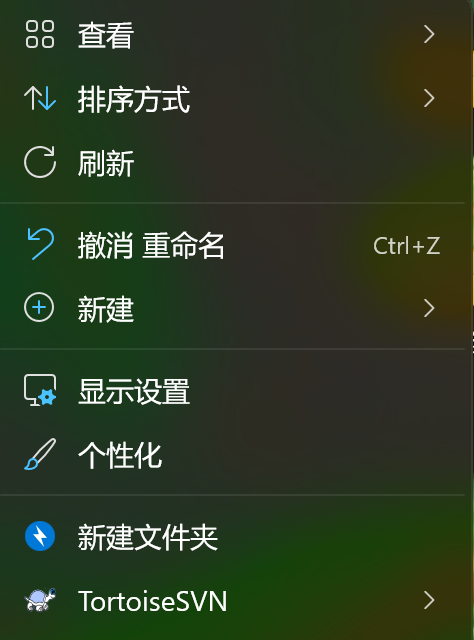 查看
排序方式
刷新
撤消 重命名 Ctrl+Z
新建
显示设置
个性化
新建文件夹
TortoiseSVN